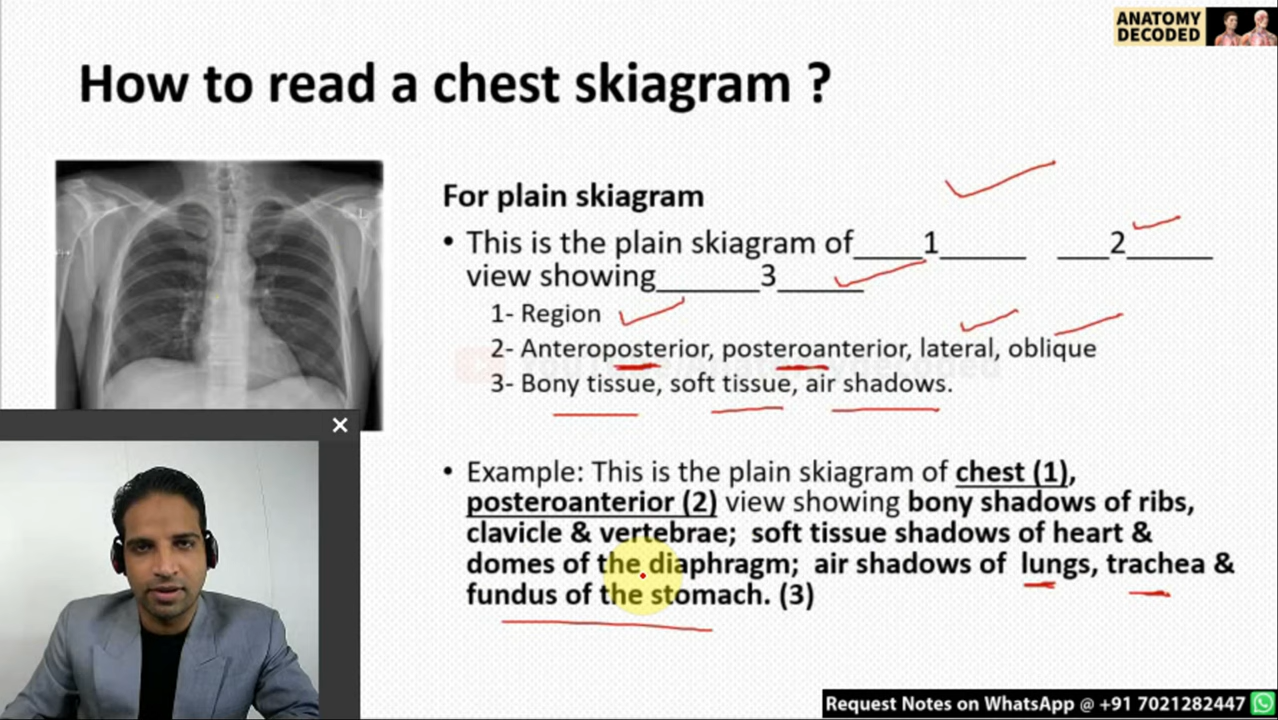 ANATOMY
DECODED
How to read a chest skiagram ?
For plain skiagram
• This is the plain skiagram of____1_____ ___2_____
view showing______3_____
1- Region
2- Anteroposterior, posteroanterior, lateral, oblique
3- Bony tissue, soft tissue, air shadows.
• Example: This is the plain skiagram of chest (1),
posteroanterior (2) view showing bony shadows of ribs,
clavicle & vertebrae; soft tissue shadows of heart &
domes of the diaphragm; air shadows of lungs, trachea &
fundus of the stomach. (3)
Request Notes on WhatsApp @ +91 7021282447